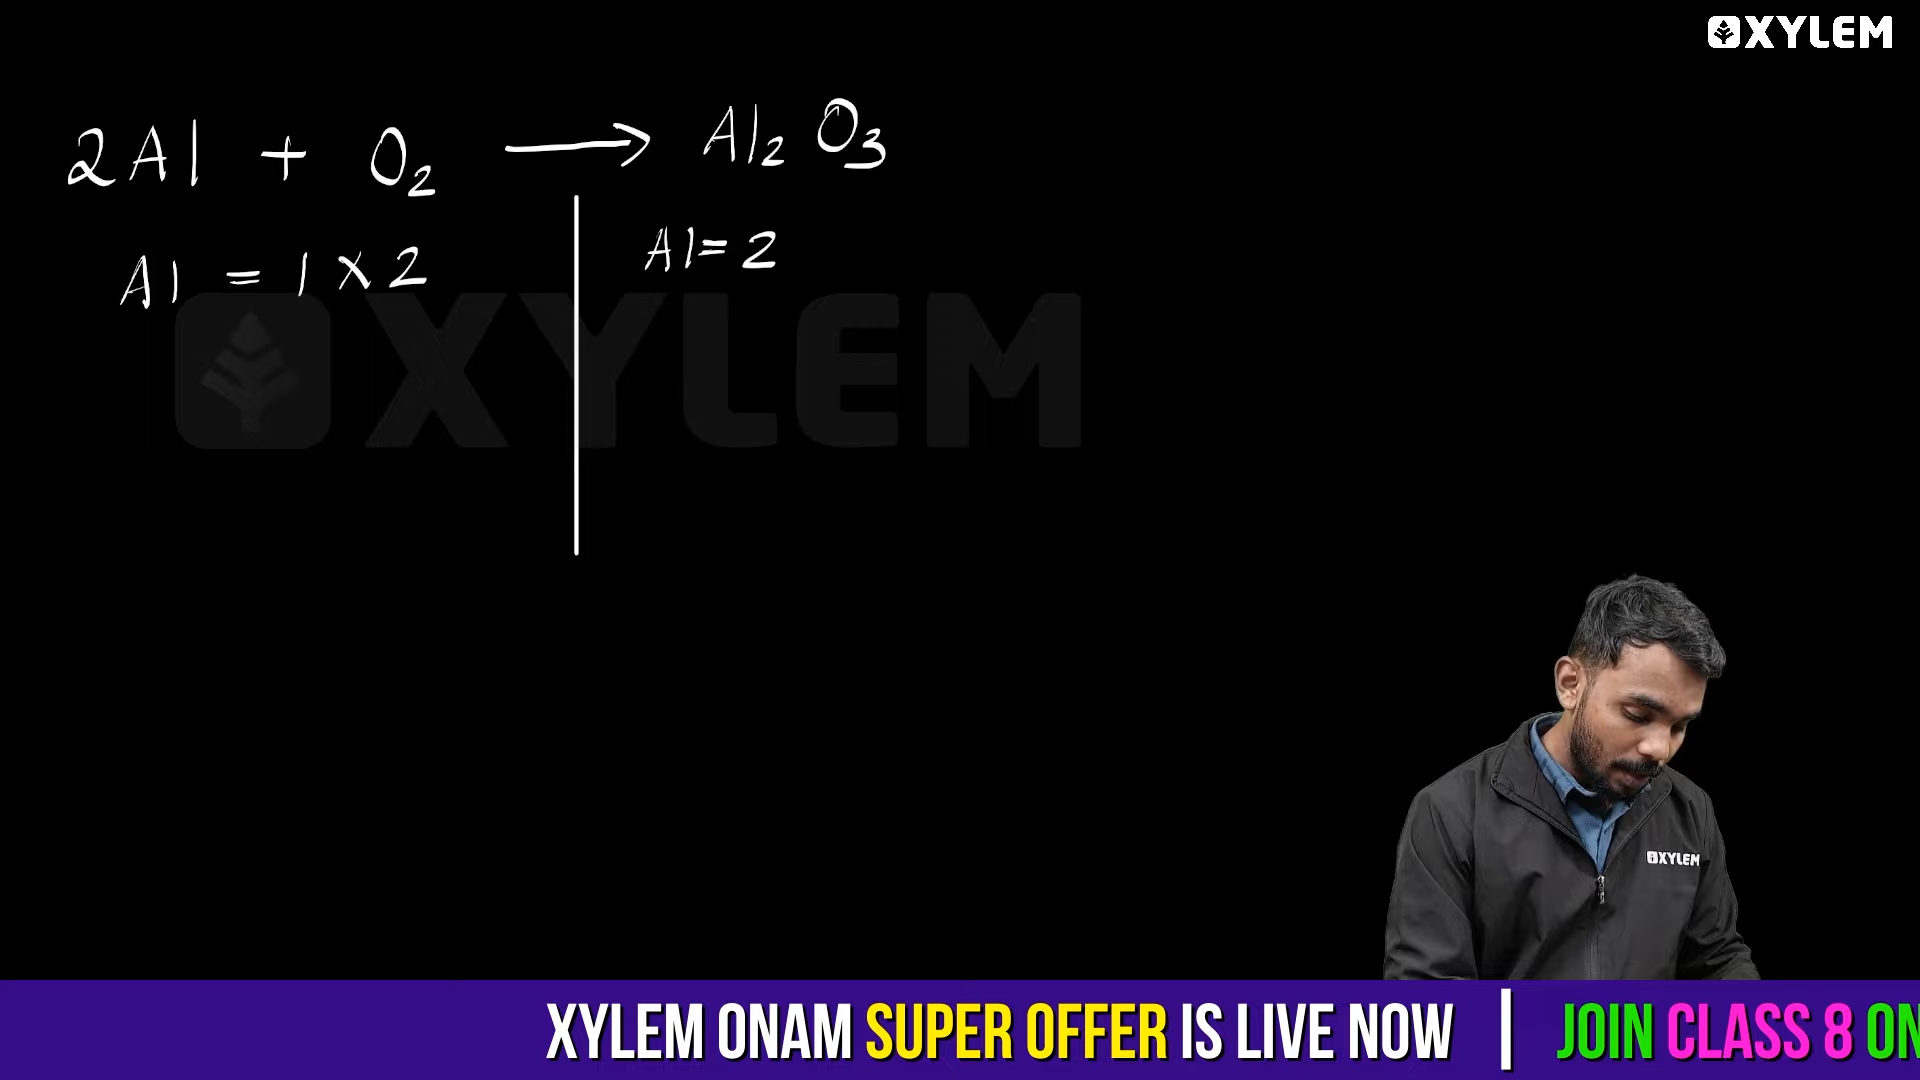 XYLEM
2Al + O₂ ⟶ Al₂O₃
Al = 1 × 2
Al = 2
XYLEM
XYLEM
XYLEM ONAM SUPER OFFER IS LIVE NOW | JOIN CLASS 8 ON